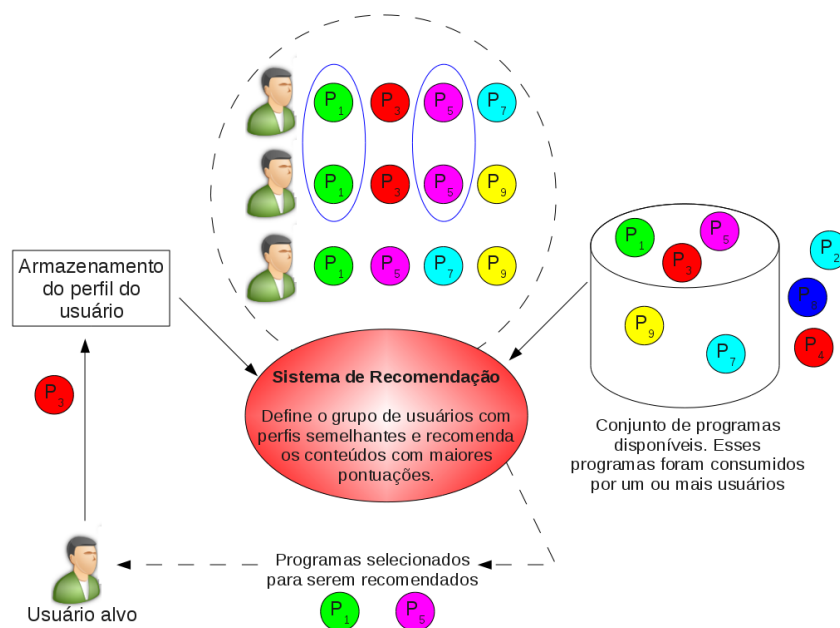 P1 P3 P5 P7
P1 P3 P5 P9
P1 P5 P7 P9
Armazenamento
do perfil do
usuário
P3
Sistema de Recomendação
Define o grupo de usuários com
perfis semelhantes e recomenda
os conteúdos com maiores
pontuações.
P1 P5
P3
P9
P7
P2
P4
Conjunto de programas
disponíveis. Esses
programas foram consumidos
por um ou mais usuários
Programas selecionados
para serem recomendados
P1 P5
Usuário alvo